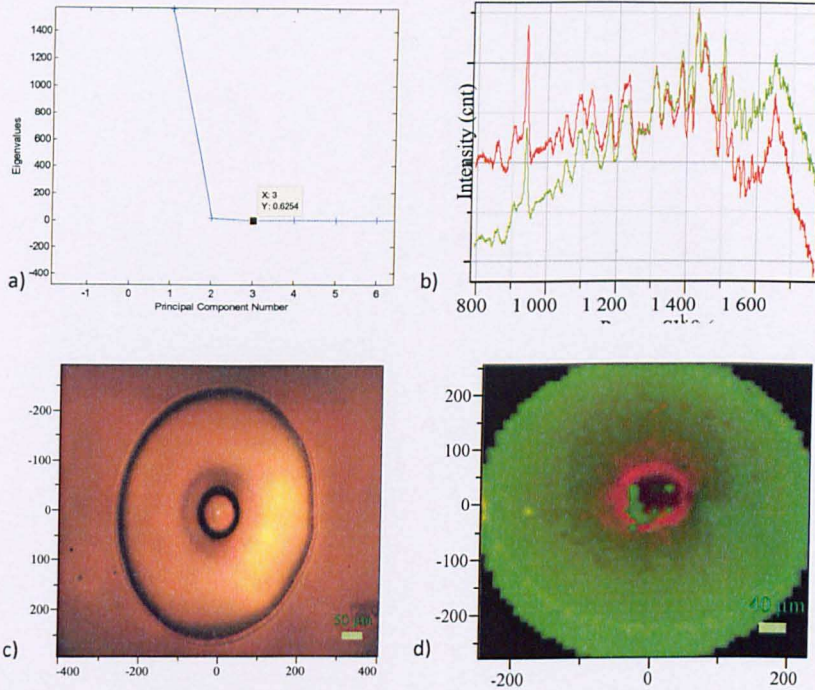 1400
1200
1000
800
600
400
200
0
-200
-400
Eigenvalues
X: 3
Y: 0.6254
-1 0 1 2 3 4 5 6
Principal Component Number
a)
Intensity (cnt)
800 1 000 1 200 1 400 1 600
b)
-200
-100
0
100
200
50 µm
-400 -200 0 200 400
c)
200
100
0
-100
-200
40 µm
-200 0 200
d)